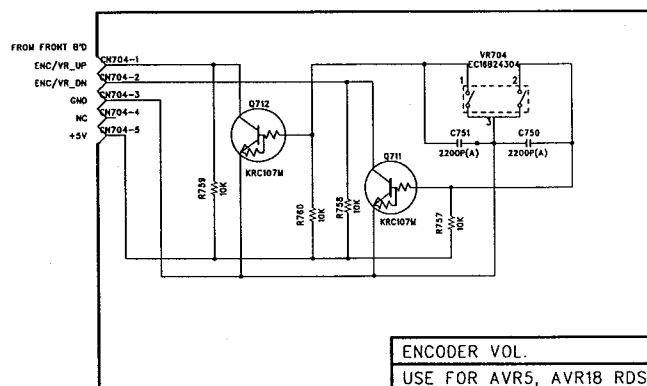 FROM FRONT B'D
ENC/VR_UP CN704-1
ENC/VR_DN CN704-2
GND CN704-3
NC CN704-4
+5V CN704-5
VR704
EC16B24304
1 2
3
C751 C750
2200P(A) 2200P(A)
Q712
KRC107M
Q711
KRC107M
R759
10K
R760
10K
R758
10K
R757
10K
ENCODER VOL.
USE FOR AVR5, AVR18 RDS